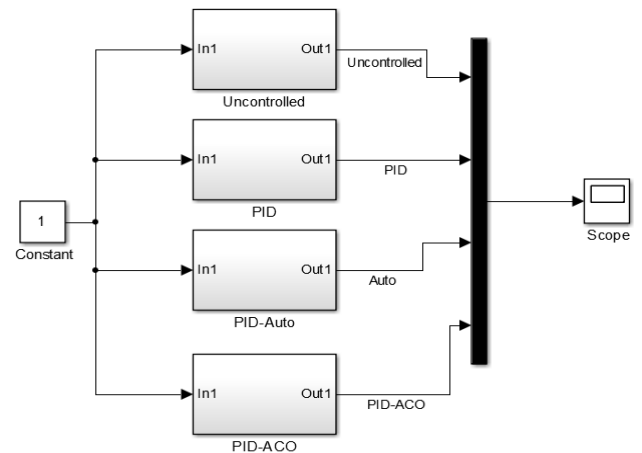 In1 Out1
Uncontrolled
Uncontrolled
In1 Out1
PID
PID
1
Constant
In1 Out1
Auto
PID-Auto
In1 Out1
PID-ACO
PID-ACO
Scope